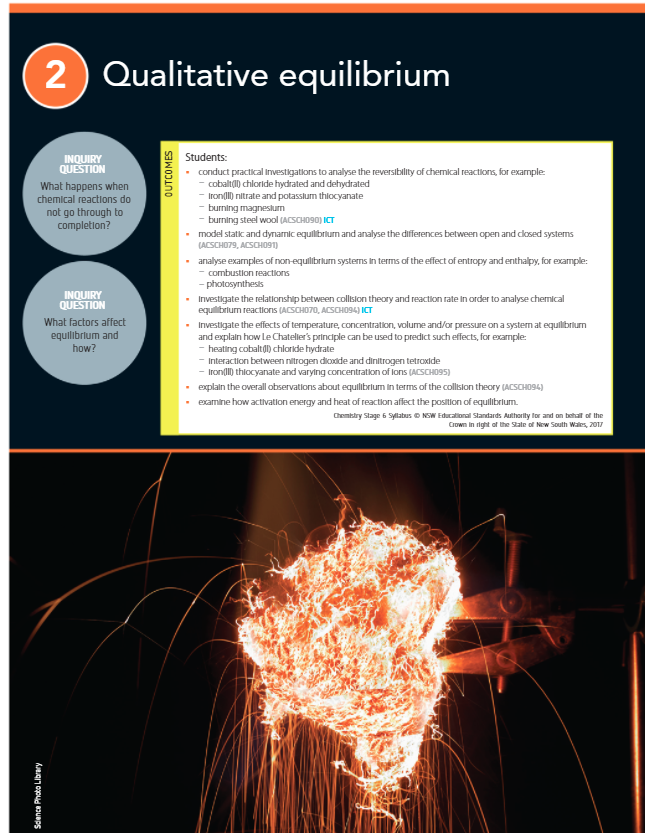 2 Qualitative equilibrium
INQUIRY
QUESTION
What happens when
chemical reactions do
not go through to
completion?
INQUIRY
QUESTION
What factors affect
equilibrium and
how?
OUTCOMES
Students:
▪ conduct practical investigations to analyse the reversibility of chemical reactions, for example:
– cobalt(II) chloride hydrated and dehydrated
– iron(III) nitrate and potassium thiocyanate
– burning magnesium
– burning steel wool (ACSCH090) ICT
▪ model static and dynamic equilibrium and analyse the differences between open and closed systems
(ACSCH079, ACSCH091)
▪ analyse examples of non-equilibrium systems in terms of the effect of entropy and enthalpy, for example:
– combustion reactions
– photosynthesis
▪ investigate the relationship between collision theory and reaction rate in order to analyse chemical
equilibrium reactions (ACSCH070, ACSCH094) ICT
▪ investigate the effects of temperature, concentration, volume and/or pressure on a system at equilibrium
and explain how Le Chatelier's principle can be used to predict such effects, for example:
– heating cobalt(II) chloride hydrate
– interaction between nitrogen dioxide and dinitrogen tetroxide
– iron(III) thiocyanate and varying concentration of ions (ACSCH095)
▪ explain the overall observations about equilibrium in terms of the collision theory (ACSCH094)
▪ examine how activation energy and heat of reaction affect the position of equilibrium.
Chemistry Stage 6 Syllabus © NSW Educational Standards Authority for and on behalf of the
Crown in right of the State of New South Wales, 2017
Science Photo Library